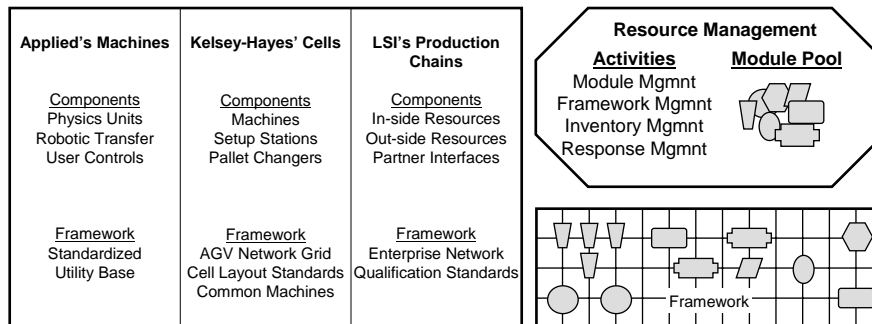 Applied's Machines
Components
Physics Units
Robotic Transfer
User Controls
Framework
Standardized
Utility Base
Kelsey-Hayes' Cells
Components
Machines
Setup Stations
Pallet Changers
Framework
AGV Network Grid
Cell Layout Standards
Common Machines
LSI's Production
Chains
Components
In-side Resources
Out-side Resources
Partner Interfaces
Framework
Enterprise Network
Qualification Standards
Resource Management
Activities
Module Mgmnt
Framework Mgmnt
Inventory Mgmnt
Response Mgmnt
Module Pool
Framework